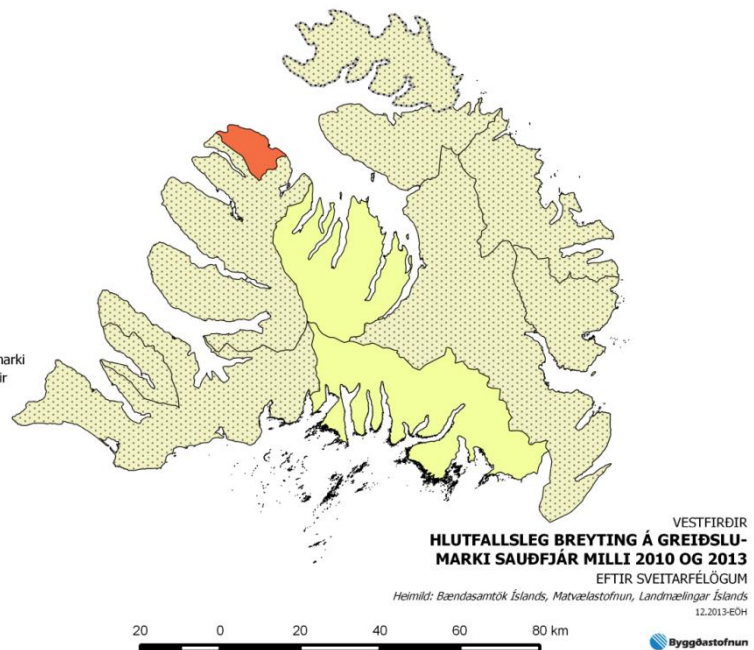 VESTFIRÐIR
HLUTFALLSLEG BREYTING Á GREIÐSLU-
MARKI SAUÐFJÁR MILLI 2010 OG 2013
EFTIR SVEITARFÉLÖGUM
Heimild: Bændasamtök Íslands, Matvælastofnun, Landmælingar Íslands
12.2013-EÖH
20 0 20 40 60 80 km
Byggðastofnun